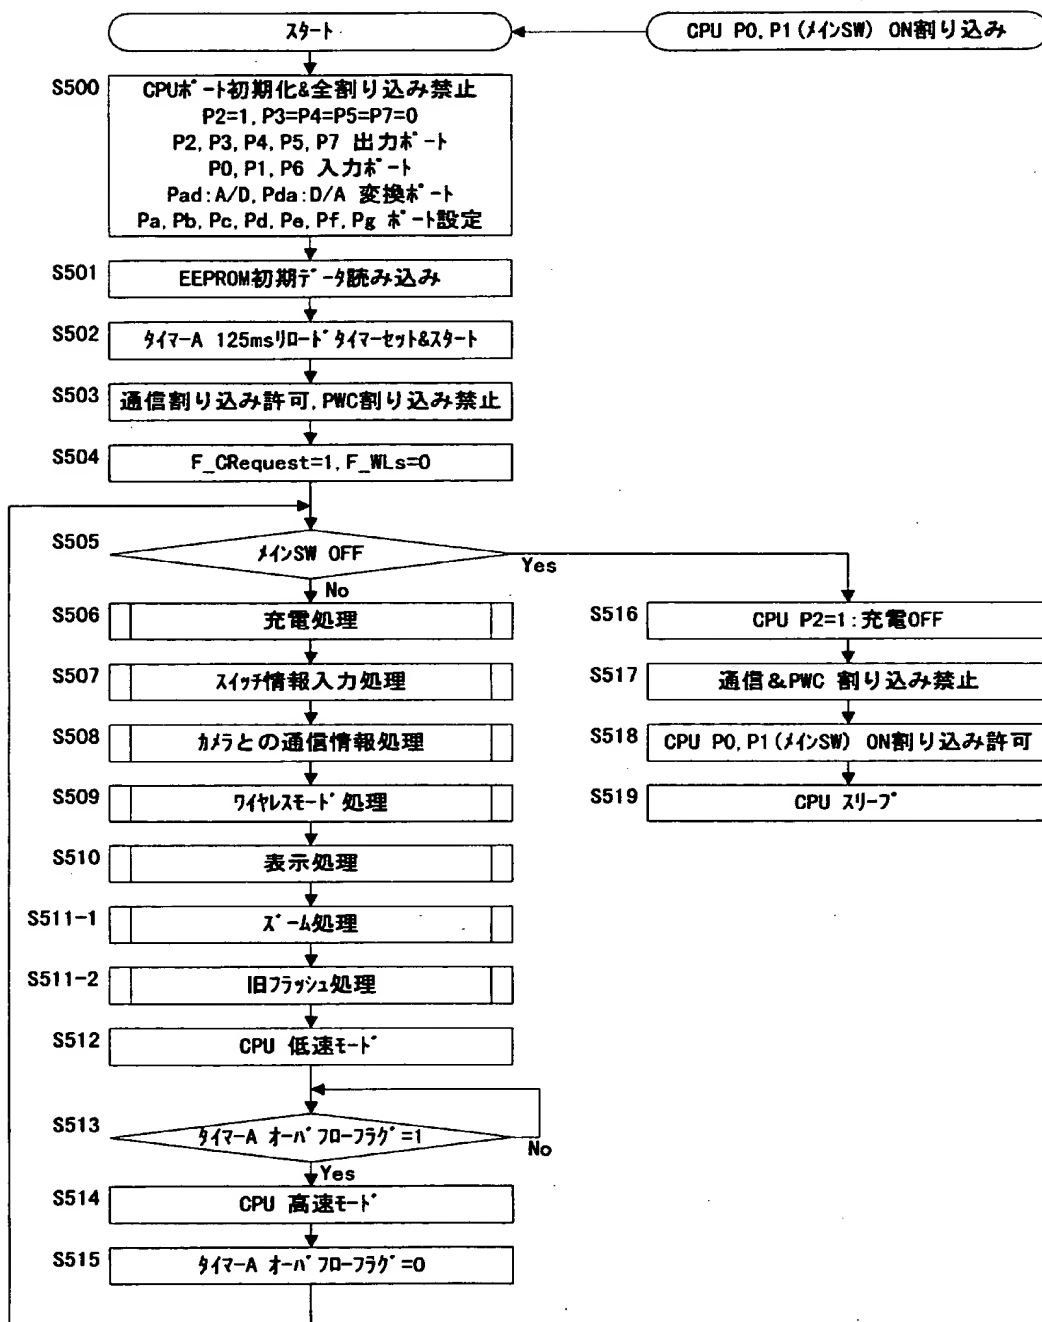 スタート
CPU P0,P1(メインSW) ON割り込み
S500
CPUポート初期化&全割り込み禁止
P2=1,P3=P4=P5=P7=0
P2,P3,P4,P5,P7 出力ポート
P0,P1,P6 入力ポート
Pad:A/D,Pda:D/A 変換ポート
Pa,Pb,Pc,Pd,Pe,Pf,Pg ポート設定
S501
EEPROM初期データ読み込み
S502
タイマーA 125msリロードタイマーセット&スタート
S503
通信割り込み許可,PWC割り込み禁止
S504
F_CRequest=1,F_WLs=0
S505
メインSW OFF
Yes
No
S506
充電処理
S516
CPU P2=1:充電OFF
S507
スイッチ情報入力処理
S517
通信&PWC 割り込み禁止
S508
カメラとの通信情報処理
S518
CPU P0,P1(メインSW) ON割り込み許可
S509
ワイヤレスモード処理
S519
CPU スリープ
S510
表示処理
S511-1
ズーム処理
S511-2
旧フラッシュ処理
S512
CPU 低速モード
S513
タイマーA オーバフローフラグ=1
No
Yes
S514
CPU 高速モード
S515
タイマーA オーバフローフラグ=0